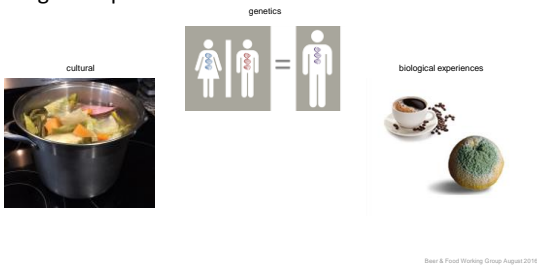 genetics
cultural
biological experiences
Beer & Food Working Group August 2016